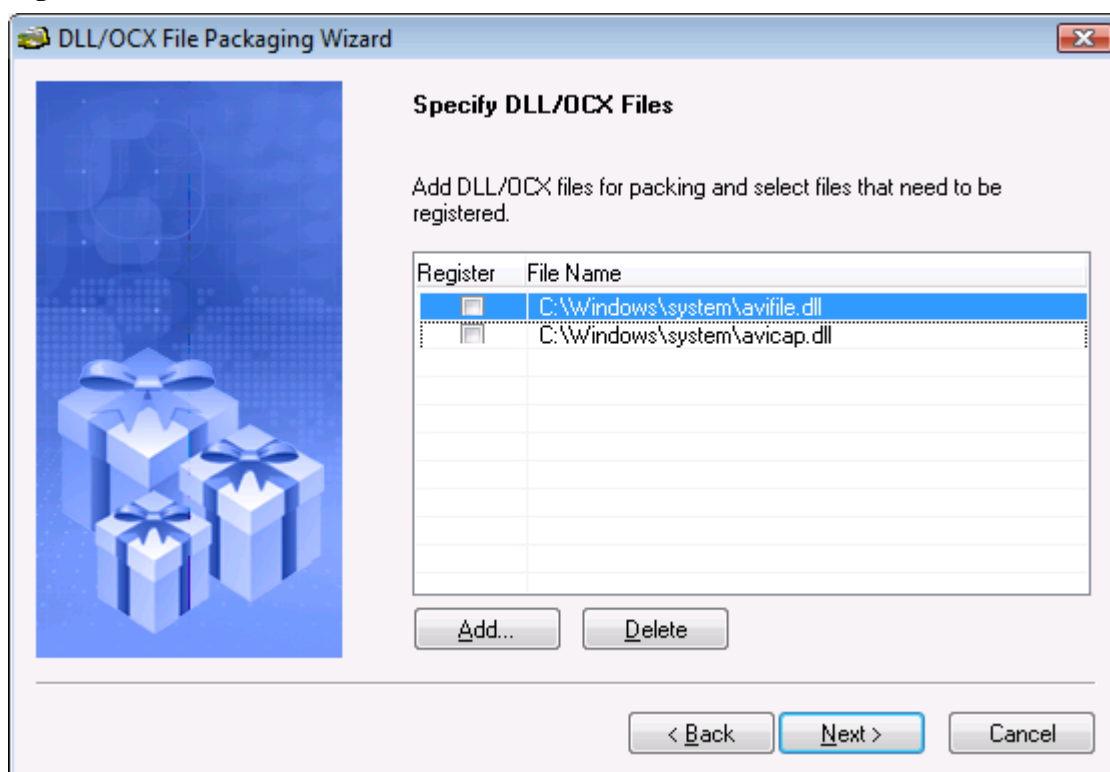 DLL/OCX File Packaging Wizard
Specify DLL/OCX Files
Add DLL/OCX files for packing and select files that need to be
registered.
Register File Name
C:\Windows\system\avifile.dll
C:\Windows\system\avicap.dll
Add... Delete
< Back Next > Cancel